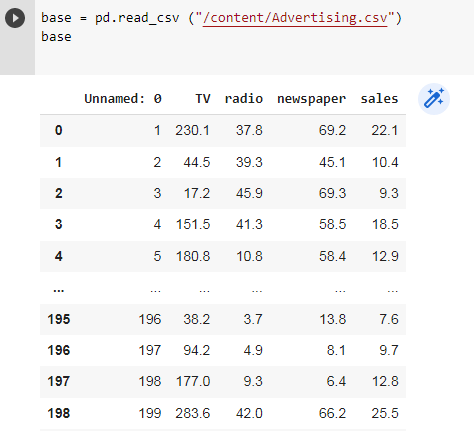 base = pd.read_csv ("/content/Advertising.csv")
base
Unnamed: 0 TV radio newspaper sales
0 1 230.1 37.8 69.2 22.1
1 2 44.5 39.3 45.1 10.4
2 3 17.2 45.9 69.3 9.3
3 4 151.5 41.3 58.5 18.5
4 5 180.8 10.8 58.4 12.9
... ... ... ... ... ...
195 196 38.2 3.7 13.8 7.6
196 197 94.2 4.9 8.1 9.7
197 198 177.0 9.3 6.4 12.8
198 199 283.6 42.0 66.2 25.5